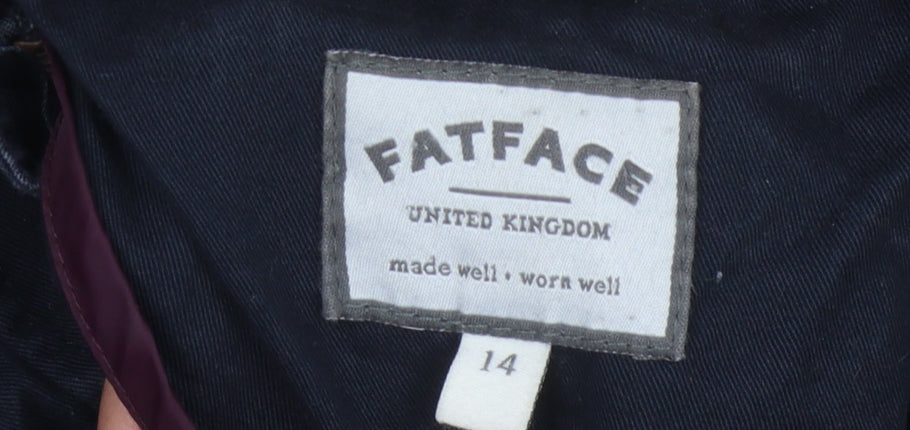 FATFACE
UNITED KINGDOM
made well • worn well
14